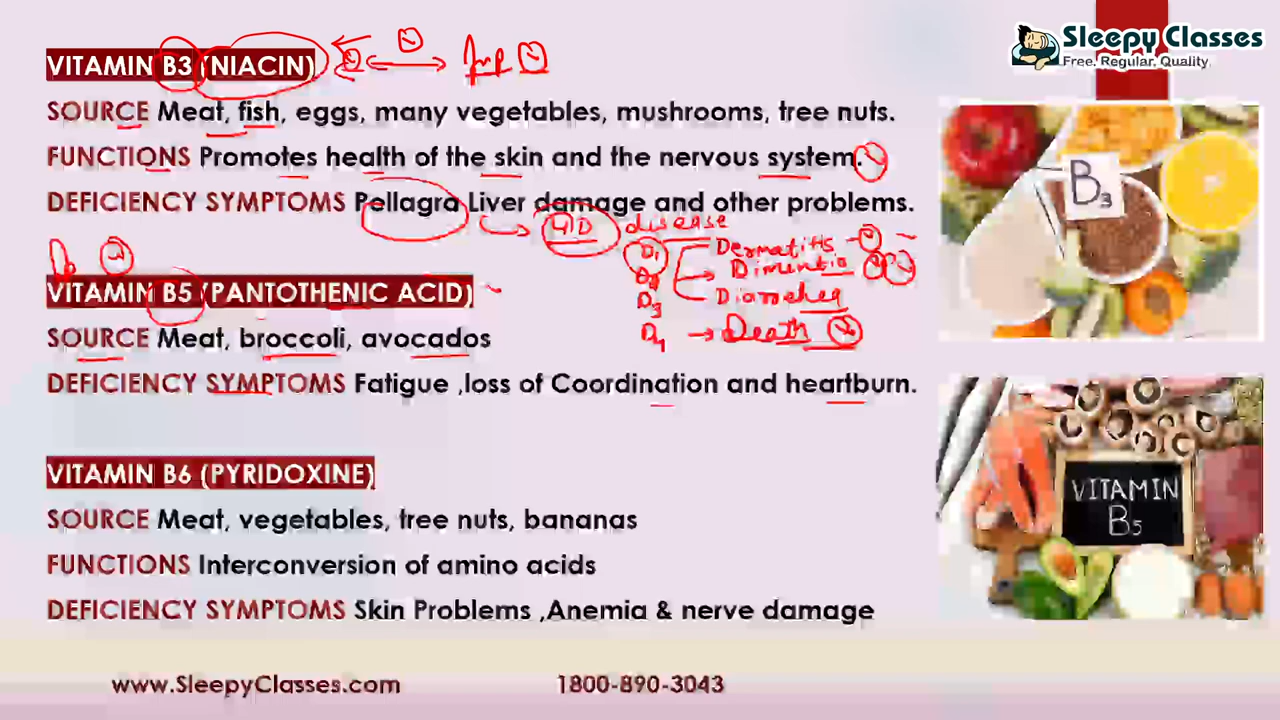 Sleepy Classes
Free. Regular. Quality.
VITAMIN B3 (NIACIN)
Imp
SOURCE Meat, fish, eggs, many vegetables, mushrooms, tree nuts.
FUNCTIONS Promotes health of the skin and the nervous system.
DEFICIENCY SYMPTOMS Pellagra Liver damage and other problems.
4D disease
D1 Dermatitis
D2 Dimentia
D3 Diarrohea
D4 → Death
B3
VITAMIN B5 (PANTOTHENIC ACID)
SOURCE Meat, broccoli, avocados
DEFICIENCY SYMPTOMS Fatigue ,loss of Coordination and heartburn.
VITAMIN B6 (PYRIDOXINE)
SOURCE Meat, vegetables, tree nuts, bananas
FUNCTIONS Interconversion of amino acids
DEFICIENCY SYMPTOMS Skin Problems ,Anemia & nerve damage
VITAMIN
B5
www.SleepyClasses.com
1800-890-3043